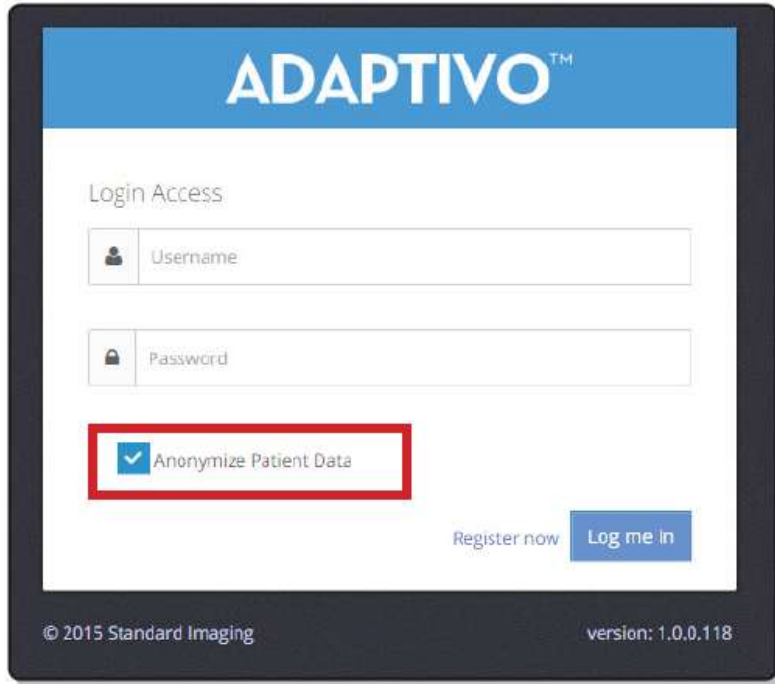 ADAPTIVO™
Login Access
Username
Password
Anonymize Patient Data
Register now Log me in
© 2015 Standard Imaging version: 1.0.0.118